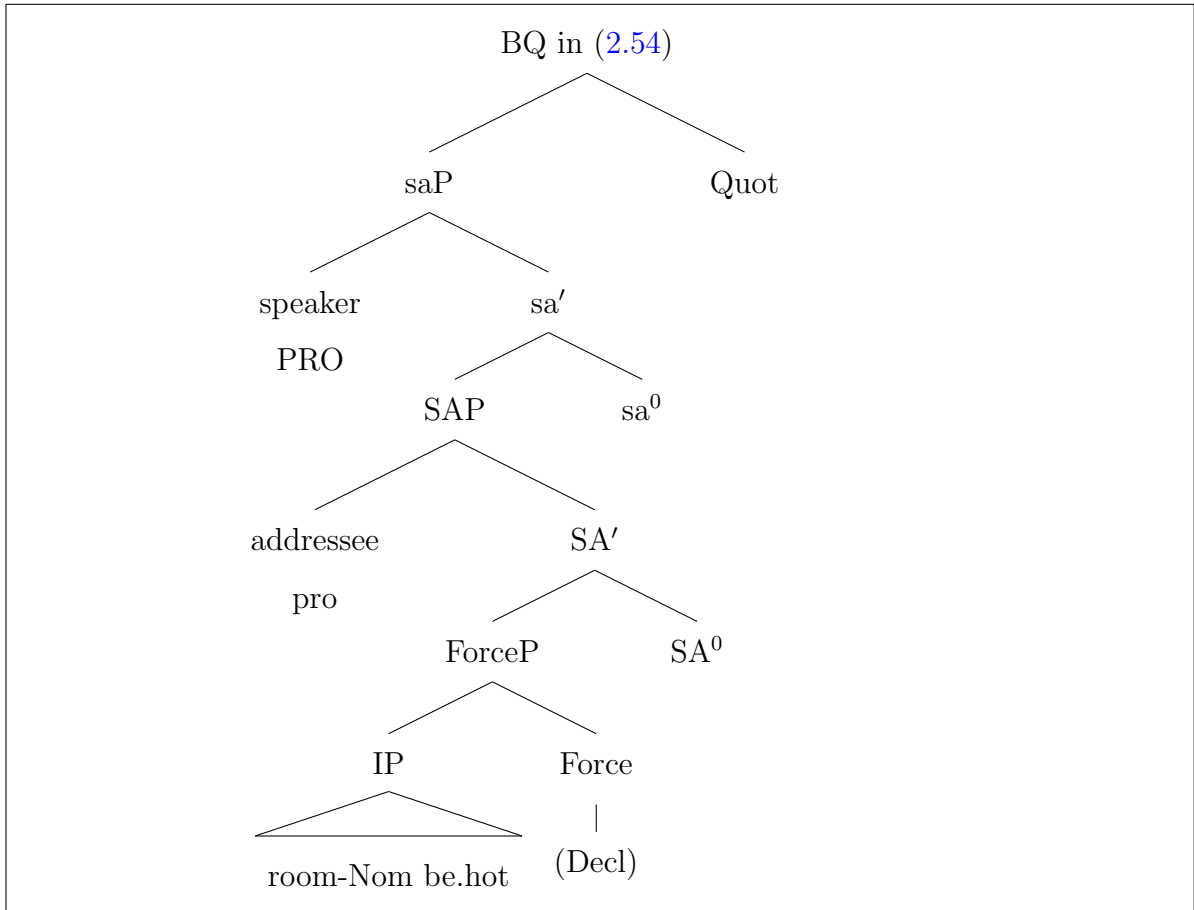 BQ in (2.54)
saP Quot
speaker sa′
PRO
SAP sa⁰
addressee SA′
pro
ForceP SA⁰
IP Force
room-Nom be.hot (Decl)